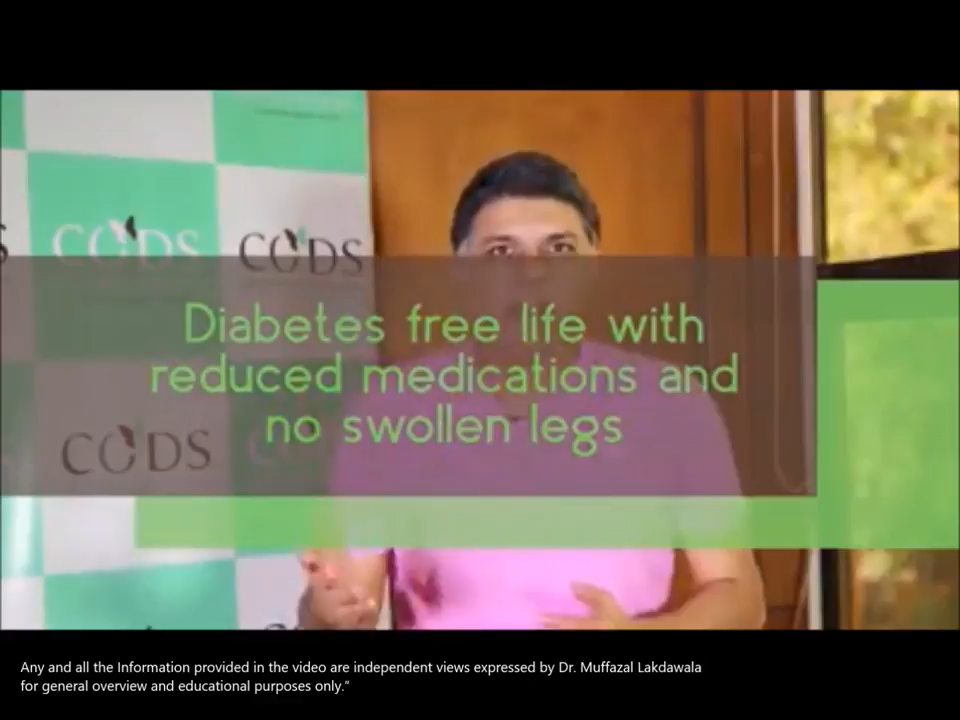 CODS
CODS
Diabetes free life with
reduced medications and
no swollen legs
CODS
Any and all the Information provided in the video are independent views expressed by Dr. Muffazal Lakdawala
for general overview and educational purposes only.”